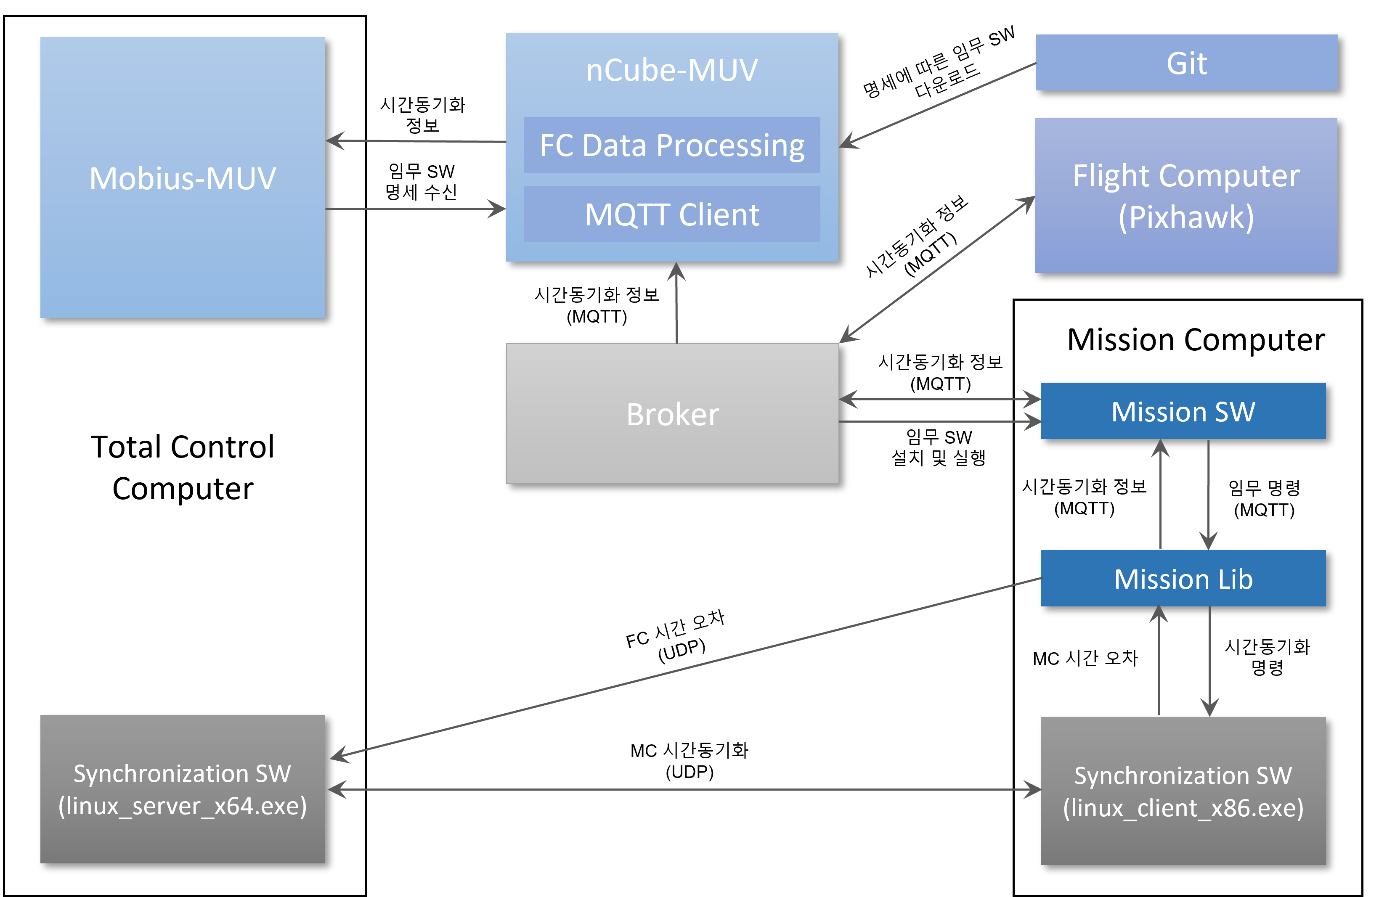 Mobius-MUV
Total Control
Computer
Synchronization SW
(linux_server_x64.exe)
시간동기화
정보
임무 SW
명세 수신
nCube-MUV
FC Data Processing
MQTT Client
시간동기화 정보
(MQTT)
Broker
명세에 따른 임무 SW
다운로드
Git
Flight Computer
(Pixhawk)
시간동기화 정보
(MQTT)
시간동기화 정보
(MQTT)
임무 SW
설치 및 실행
Mission Computer
Mission SW
시간동기화 정보
(MQTT)
임무 명령
(MQTT)
Mission Lib
MC 시간 오차
시간동기화
명령
FC 시간 오차
(UDP)
MC 시간동기화
(UDP)
Synchronization SW
(linux_client_x86.exe)